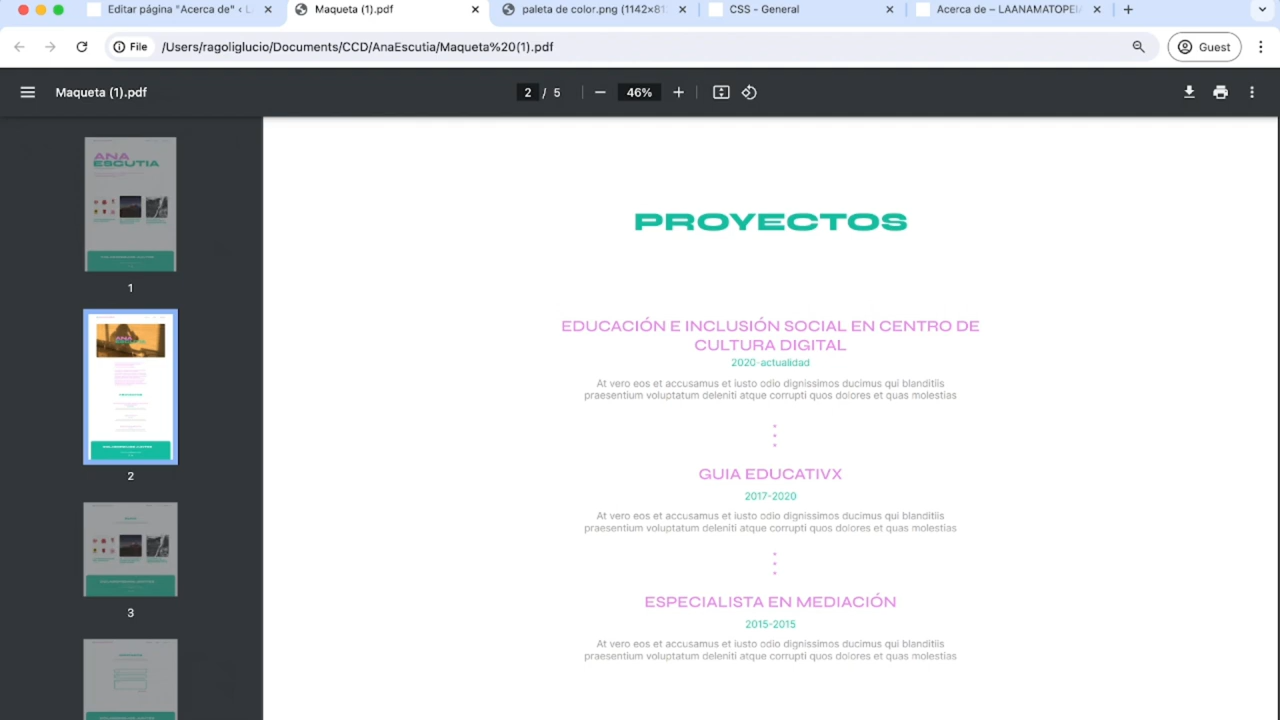 Editar página "Acerca de" ‹ L
Maqueta (1).pdf
paleta de color.png (1142×81
CSS - General
Acerca de – LAANAMATOPEI
File
/Users/ragoliglucio/Documents/CCD/AnaEscutia/Maqueta%20(1).pdf
Guest
Maqueta (1).pdf
2 / 5
46%
ANA
ESCUTIA
1
2
3
PROYECTOS
EDUCACIÓN E INCLUSIÓN SOCIAL EN CENTRO DE
CULTURA DIGITAL
2020-actualidad
At vero eos et accusamus et iusto odio dignissimos ducimus qui blanditiis
praesentium voluptatum deleniti atque corrupti quos dolores et quas molestias
GUIA EDUCATIVX
2017-2020
At vero eos et accusamus et iusto odio dignissimos ducimus qui blanditiis
praesentium voluptatum deleniti atque corrupti quos dolores et quas molestias
ESPECIALISTA EN MEDIACIÓN
2015-2015
At vero eos et accusamus et iusto odio dignissimos ducimus qui blanditiis
praesentium voluptatum deleniti atque corrupti quos dolores et quas molestias